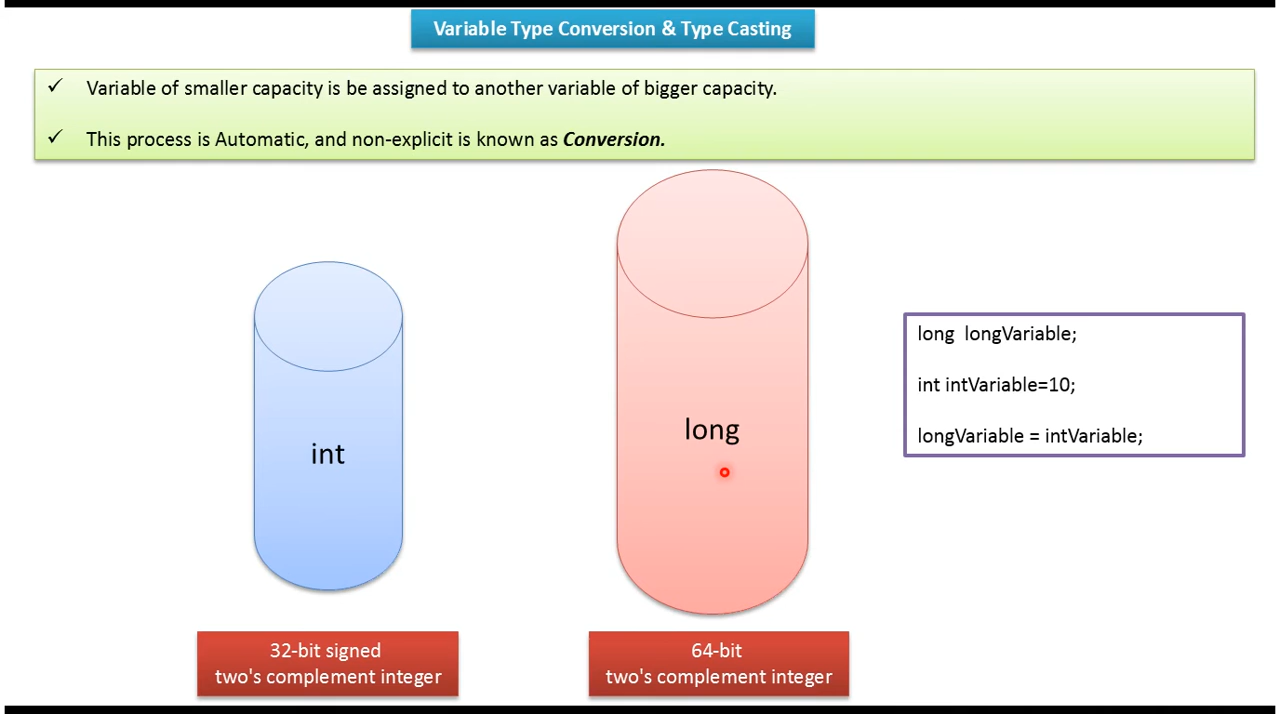 Variable Type Conversion & Type Casting
✓ Variable of smaller capacity is be assigned to another variable of bigger capacity.
✓ This process is Automatic, and non-explicit is known as Conversion.
int
long
long longVariable;
int intVariable=10;
longVariable = intVariable;
32-bit signed
two's complement integer
64-bit
two's complement integer